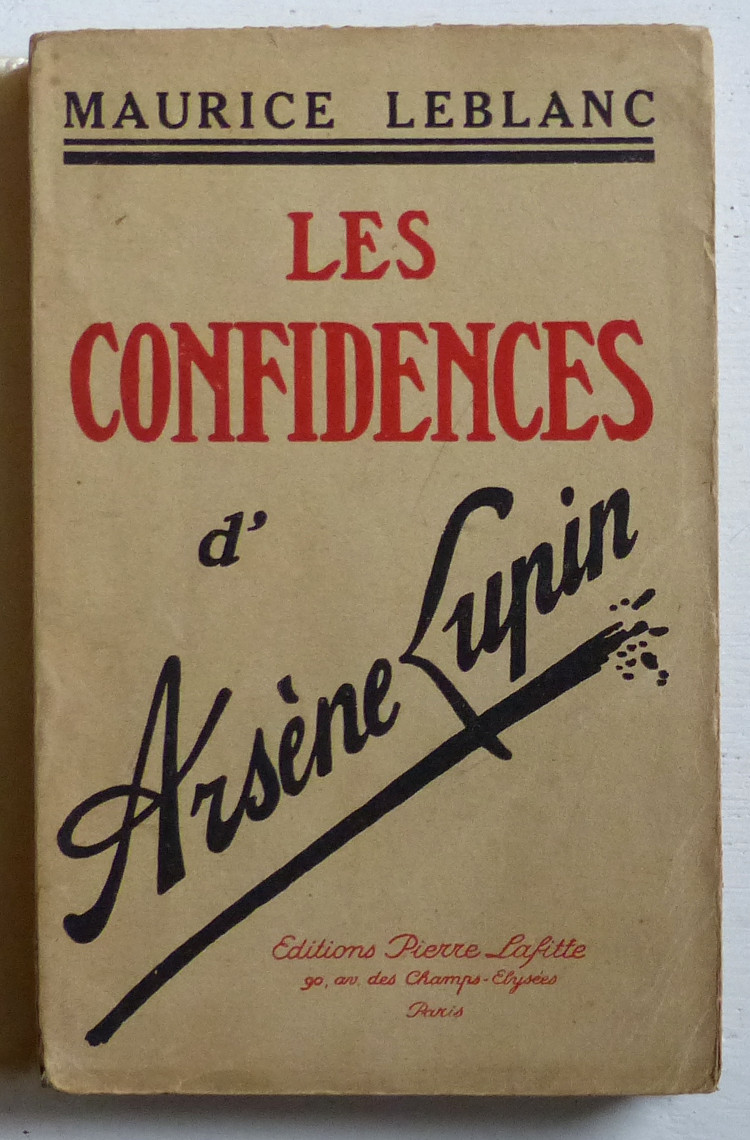 MAURICE LEBLANC
LES
CONFIDENCES
d'
Arsène Lupin
Editions Pierre Lafitte
90, av. des Champs-Elysées
Paris